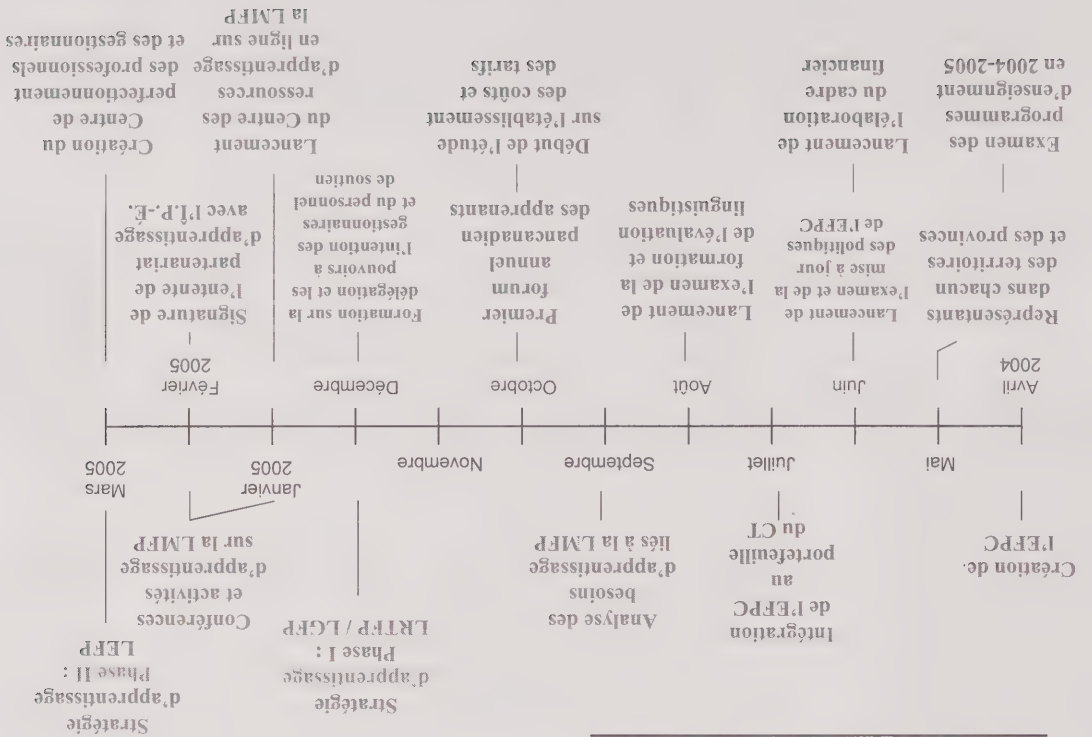 Création de
l'EFPC
Intégration
de l'EFPC
au
portefeuille
du CT
Analyse des
besoins
d'apprentissage
liés à la LMFP
Stratégie
d'apprentissage
Phase I :
LRTFP / LGFP
Conférences
et activités
d'apprentissage
sur la LMFP
Stratégie
d'apprentissage
Phase II :
LEFP
Mai
Juillet
Septembre
Novembre
Janvier
2005
Mars
2005
Avril
2004
Juin
Août
Octobre
Décembre
Février
2005
Représentants
dans chacun
des territoires
et des provinces
Lancement de
l'examen et de la
mise à jour
des politiques
de l'EFPC
Lancement de
l'examen de la
formation et
de l'évaluation
linguistiques
Premier
forum
annuel
pancanadien
des apprenants
Formation sur la
délégation et les
pouvoirs à
l'intention des
gestionnaires
et du personnel
de soutien
Signature de
l'entente de
partenariat
d'apprentissage
avec l'Î.P.-É.
Examen des
programmes
d'enseignment
en 2004-2005
Lancement de
l'élaboration
du cadre
financier
Début de l'étude
sur l'établissement
des coûts et
des tarifs
Lancement
du Centre des
ressources
d'apprentissage
en ligne sur
la LMFP
Création du
Centre de
perfectionnement
des professionnels
et des gestionnaires